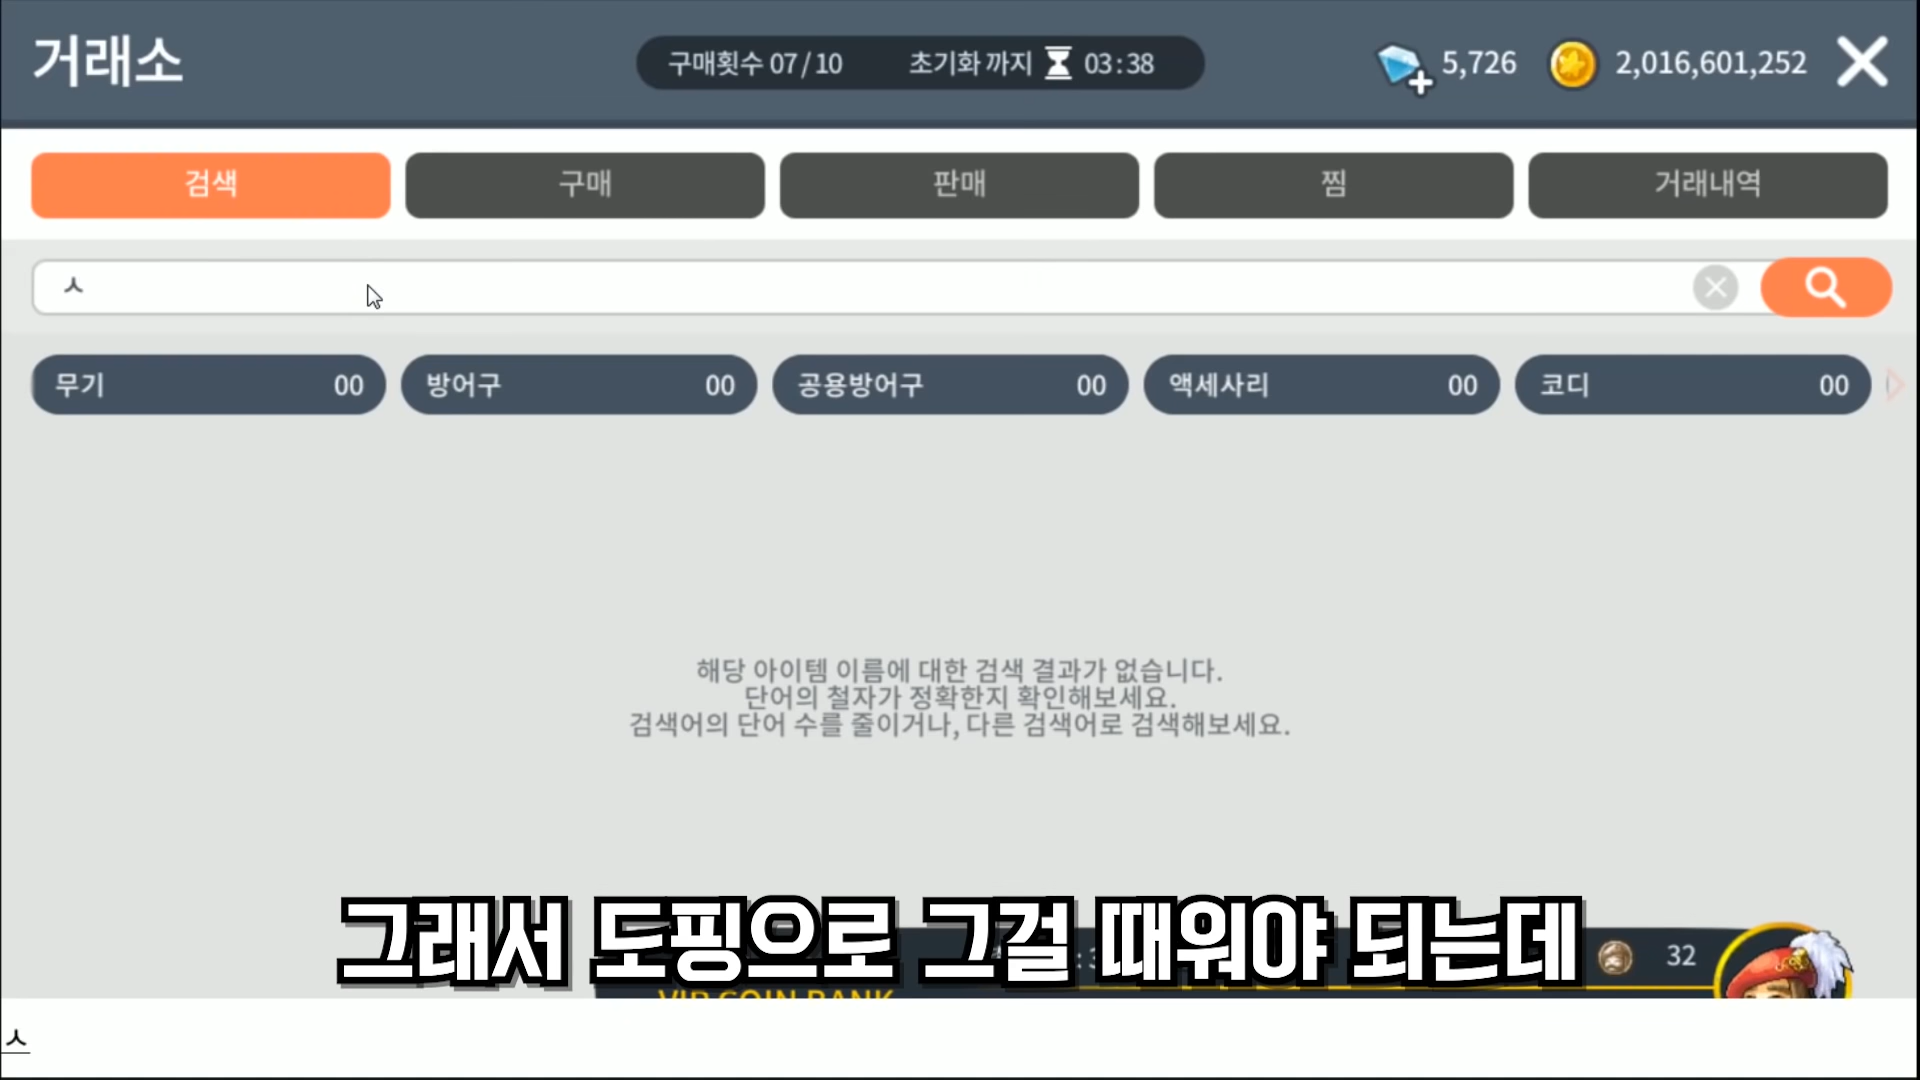 거래소
구매횟수 07/10 초기화 까지 03:38
5,726
2,016,601,252
검색
구매
판매
찜
거래내역
ㅅ
무기 00
방어구 00
공용방어구 00
액세사리 00
코디 00
해당 아이템 이름에 대한 검색 결과가 없습니다.
단어의 철자가 정확한지 확인해보세요.
검색어의 단어 수를 줄이거나, 다른 검색어로 검색해보세요.
그래서 도핑으로 그걸 때워야 되는데
32
VIP COIN BANK
ㅅ